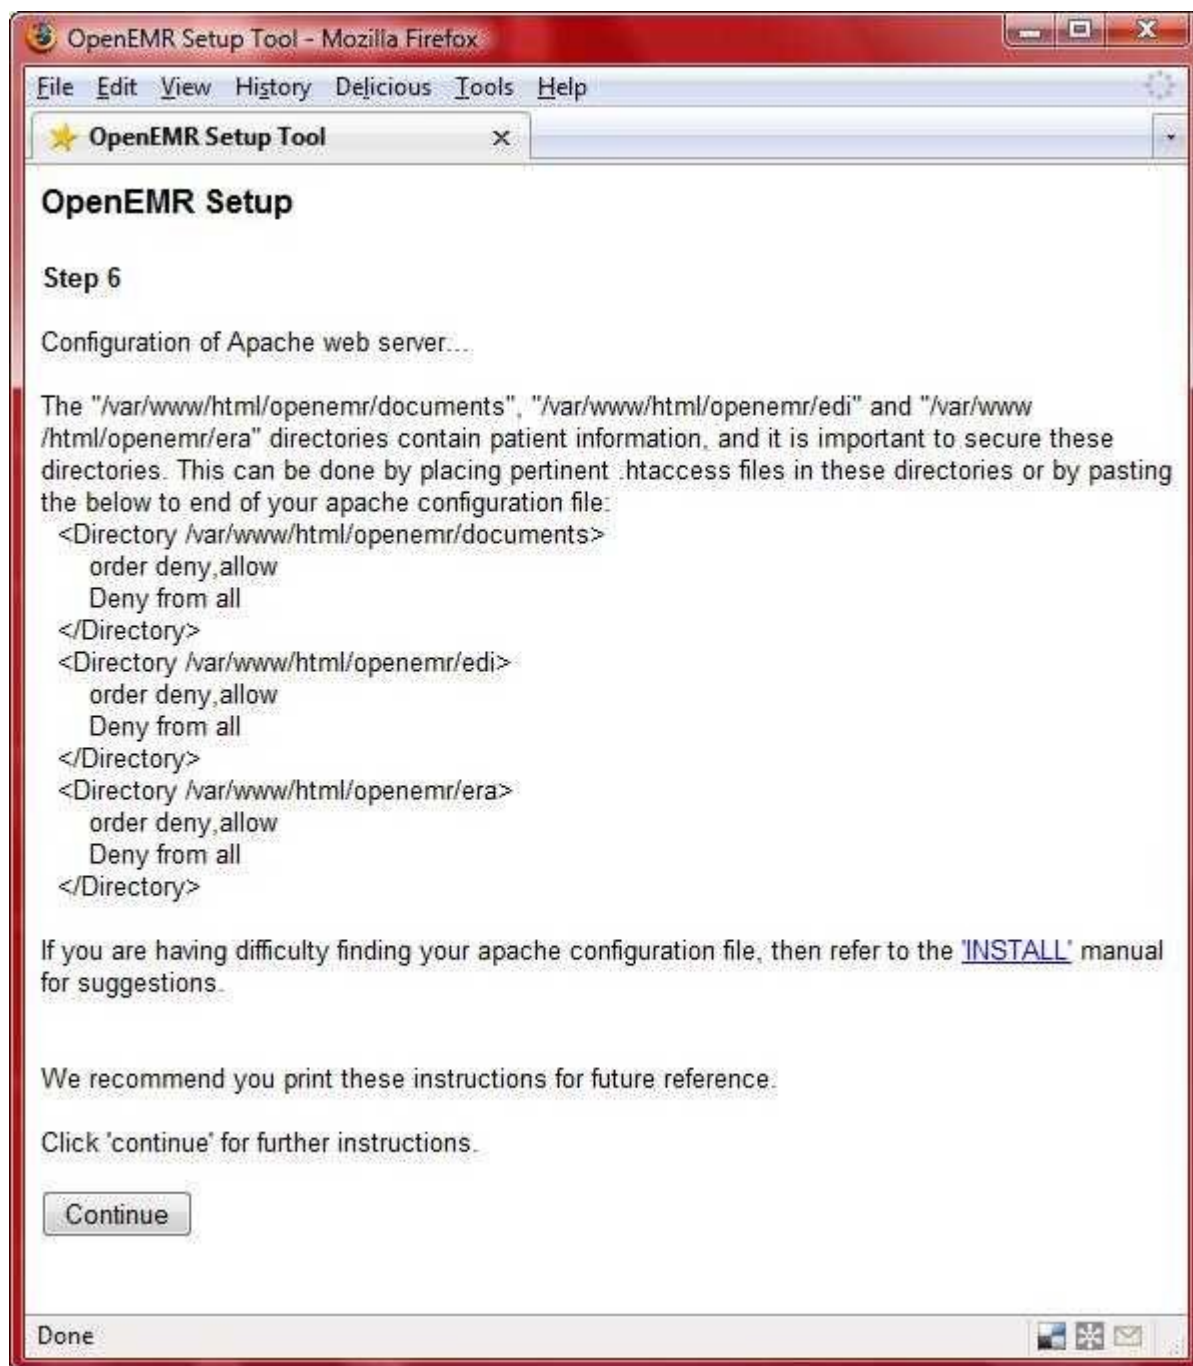 OpenEMR Setup Tool - Mozilla Firefox
File Edit View History Delicious Tools Help
OpenEMR Setup Tool
OpenEMR Setup
Step 6
Configuration of Apache web server...
The "/var/www/html/openemr/documents", "/var/www/html/openemr/edi" and "/var/www
/html/openemr/era" directories contain patient information, and it is important to secure these
directories. This can be done by placing pertinent .htaccess files in these directories or by pasting
the below to end of your apache configuration file:
<Directory /var/www/html/openemr/documents>
order deny,allow
Deny from all
</Directory>
<Directory /var/www/html/openemr/edi>
order deny,allow
Deny from all
</Directory>
<Directory /var/www/html/openemr/era>
order deny,allow
Deny from all
</Directory>
If you are having difficulty finding your apache configuration file, then refer to the 'INSTALL' manual
for suggestions.
We recommend you print these instructions for future reference.
Click 'continue' for further instructions.
Continue
Done